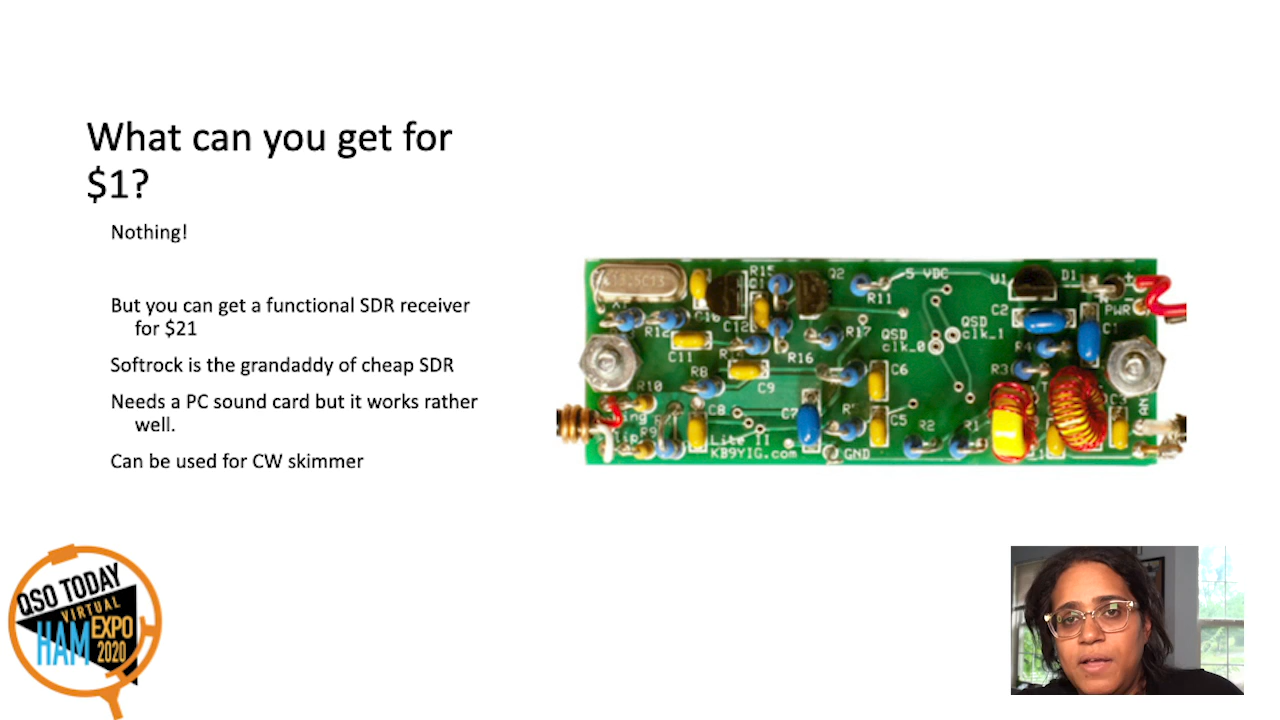 What can you get for
$1?
Nothing!
But you can get a functional SDR receiver
for $21
Softrock is the grandaddy of cheap SDR
Needs a PC sound card but it works rather
well.
Can be used for CW skimmer
R15
Q2
5 VDC
U1
D1
+
R11
-
PWR
C10
C12
R17
QSD
clk_0
QSD
clk_1
C2
R12
C11
R16
R4
R8
C9
C6
R3
R10
C8
C7
C5
R2
R1
Lite II
KB9YIG.com
GND
QSO TODAY
VIRTUAL
HAM
EXPO
2020